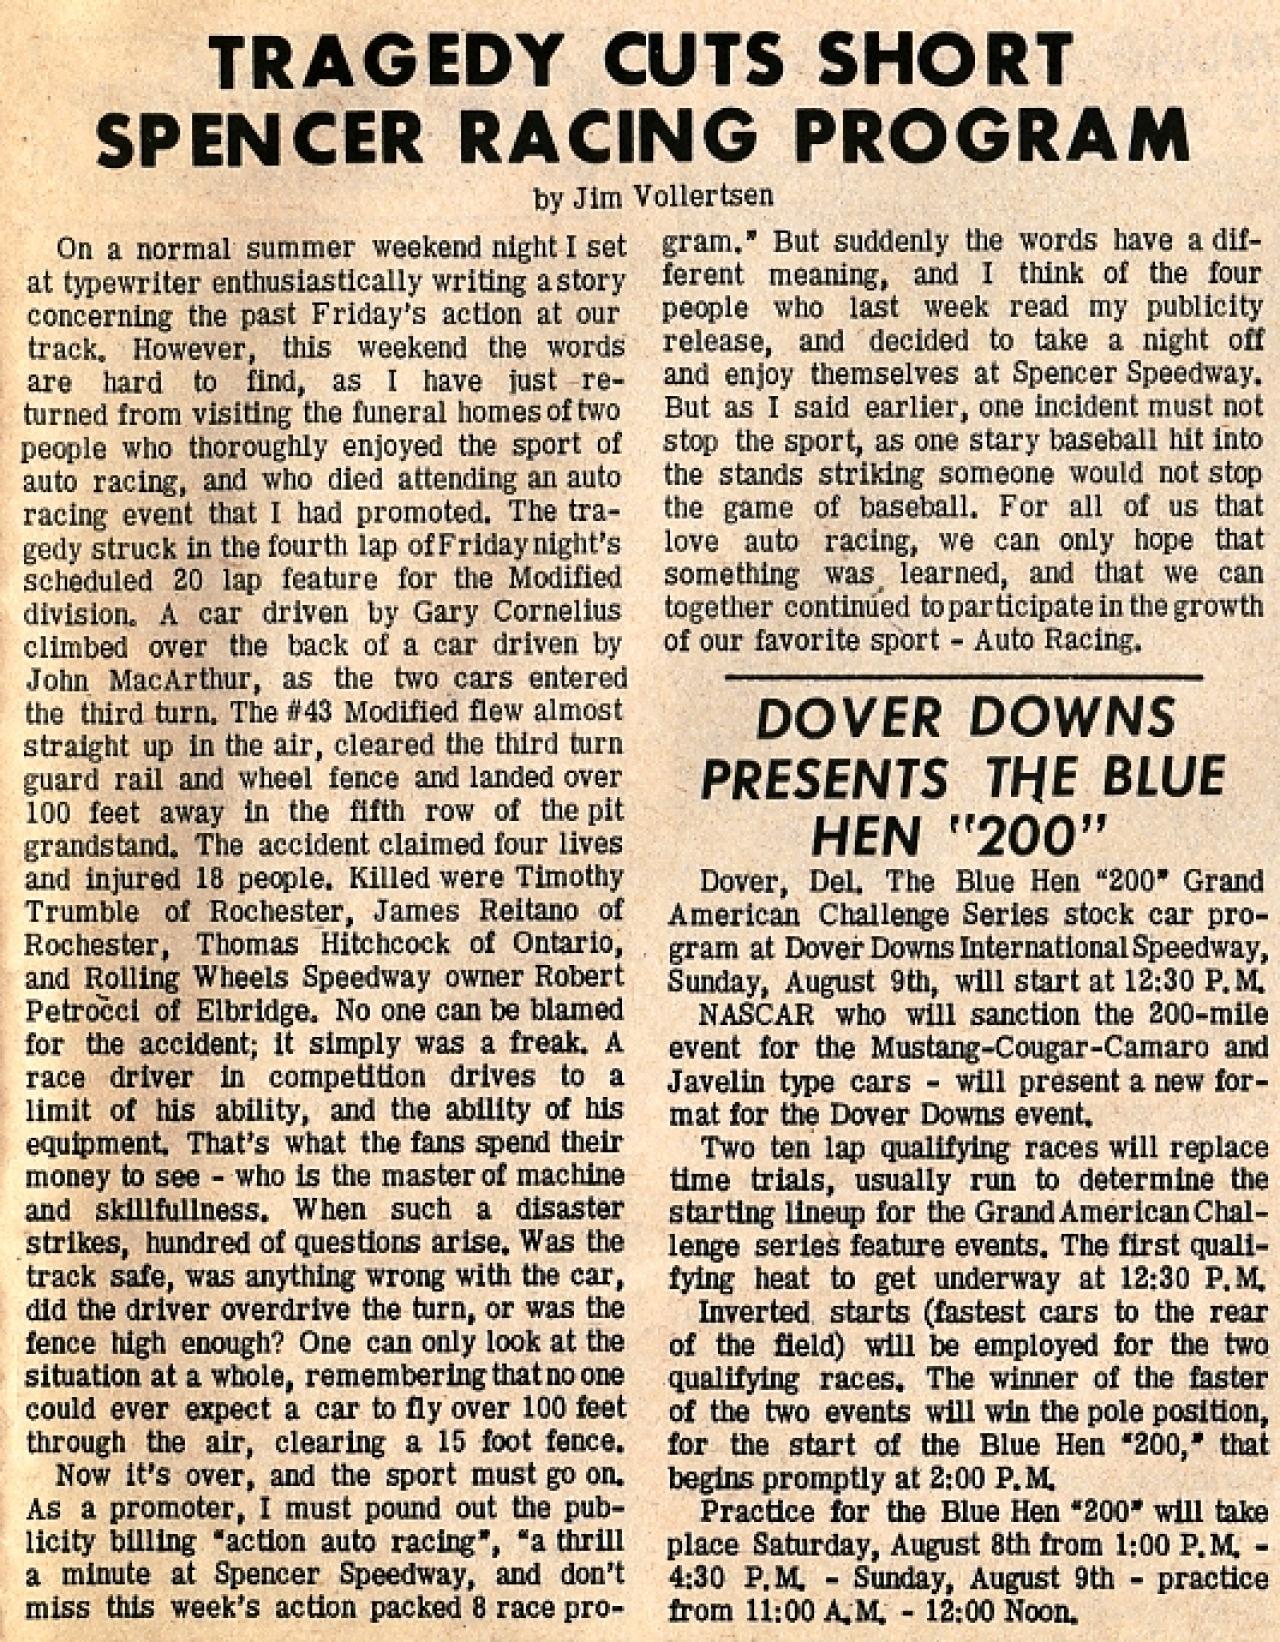 TRAGEDY CUTS SHORT
SPENCER RACING PROGRAM
by Jim Vollertsen
On a normal summer weekend night I set
at typewriter enthusiastically writing a story
concerning the past Friday's action at our
track. However, this weekend the words
are hard to find, as I have just re-
turned from visiting the funeral homes of two
people who thoroughly enjoyed the sport of
auto racing, and who died attending an auto
racing event that I had promoted. The tra-
gedy struck in the fourth lap of Friday night's
scheduled 20 lap feature for the Modified
division. A car driven by Gary Cornelius
climbed over the back of a car driven by
John MacArthur, as the two cars entered
the third turn. The #43 Modified flew almost
straight up in the air, cleared the third turn
guard rail and wheel fence and landed over
100 feet away in the fifth row of the pit
grandstand. The accident claimed four lives
and injured 18 people. Killed were Timothy
Trumble of Rochester, James Reitano of
Rochester, Thomas Hitchcock of Ontario,
and Rolling Wheels Speedway owner Robert
Petrocci of Elbridge. No one can be blamed
for the accident; it simply was a freak. A
race driver in competition drives to a
limit of his ability, and the ability of his
equipment. That's what the fans spend their
money to see - who is the master of machine
and skillfullness. When such a disaster
strikes, hundred of questions arise. Was the
track safe, was anything wrong with the car,
did the driver overdrive the turn, or was the
fence high enough? One can only look at the
situation at a whole, remembering that no one
could ever expect a car to fly over 100 feet
through the air, clearing a 15 foot fence.
Now it's over, and the sport must go on.
As a promoter, I must pound out the pub-
licity billing "action auto racing", "a thrill
a minute at Spencer Speedway, and don't
miss this week's action packed 8 race pro-
gram." But suddenly the words have a dif-
ferent meaning, and I think of the four
people who last week read my publicity
release, and decided to take a night off
and enjoy themselves at Spencer Speedway.
But as I said earlier, one incident must not
stop the sport, as one stary baseball hit into
the stands striking someone would not stop
the game of baseball. For all of us that
love auto racing, we can only hope that
something was learned, and that we can
together continued to participate in the growth
of our favorite sport - Auto Racing.
DOVER DOWNS
PRESENTS THE BLUE
HEN "200"
Dover, Del. The Blue Hen "200" Grand
American Challenge Series stock car pro-
gram at Dover Downs International Speedway,
Sunday, August 9th, will start at 12:30 P.M.
NASCAR who will sanction the 200-mile
event for the Mustang-Cougar-Camaro and
Javelin type cars - will present a new for-
mat for the Dover Downs event.
Two ten lap qualifying races will replace
time trials, usually run to determine the
starting lineup for the Grand American Chal-
lenge series feature events. The first quali-
fying heat to get underway at 12:30 P.M.
Inverted starts (fastest cars to the rear
of the field) will be employed for the two
qualifying races. The winner of the faster
of the two events will win the pole position,
for the start of the Blue Hen "200," that
begins promptly at 2:00 P.M.
Practice for the Blue Hen "200" will take
place Saturday, August 8th from 1:00 P.M. -
4:30 P.M. - Sunday, August 9th - practice
from 11:00 A.M. - 12:00 Noon.